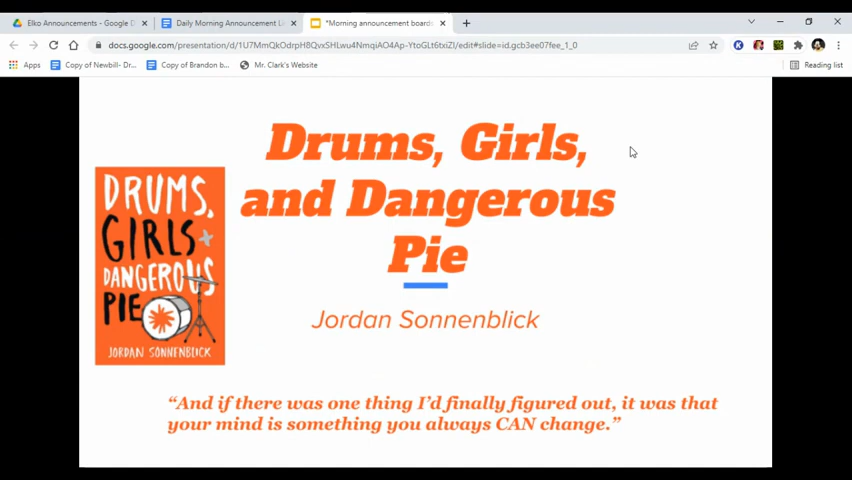 Elko Announcements - Google D
Daily Morning Announcement Li
*Morning announcement boards
docs.google.com/presentation/d/1U7MmQkOdrpH8QvxSHLwu4NmqiAO4Ap-YtoGLt6txiZI/edit#slide=id.gcb3ee07fee_1_0
Apps
Copy of Newbill- Dr...
Copy of Brandon b...
Mr. Clark's Website
Reading list
Drums, Girls,
and Dangerous
Pie
DRUMS,
GIRLS +
DANGEROUS
PIE
JORDAN SONNENBLICK
Jordan Sonnenblick
“And if there was one thing I’d finally figured out, it was that
your mind is something you always CAN change.”